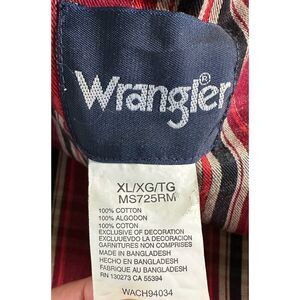 Wrangler®
XL/XG/TG
MS725RM
100% COTTON
100% ALGODON
100% COTON
EXCLUSIVE OF DECORATION
EXCLUUEVDO LA DECORACION
GARNITURES NON COMPRISES
MADE IN BANGLADESH
HECHO EN BANGLADESH
FABRIQUE AU BANGLADESH
RN 130273 CA 55394
WACH94034